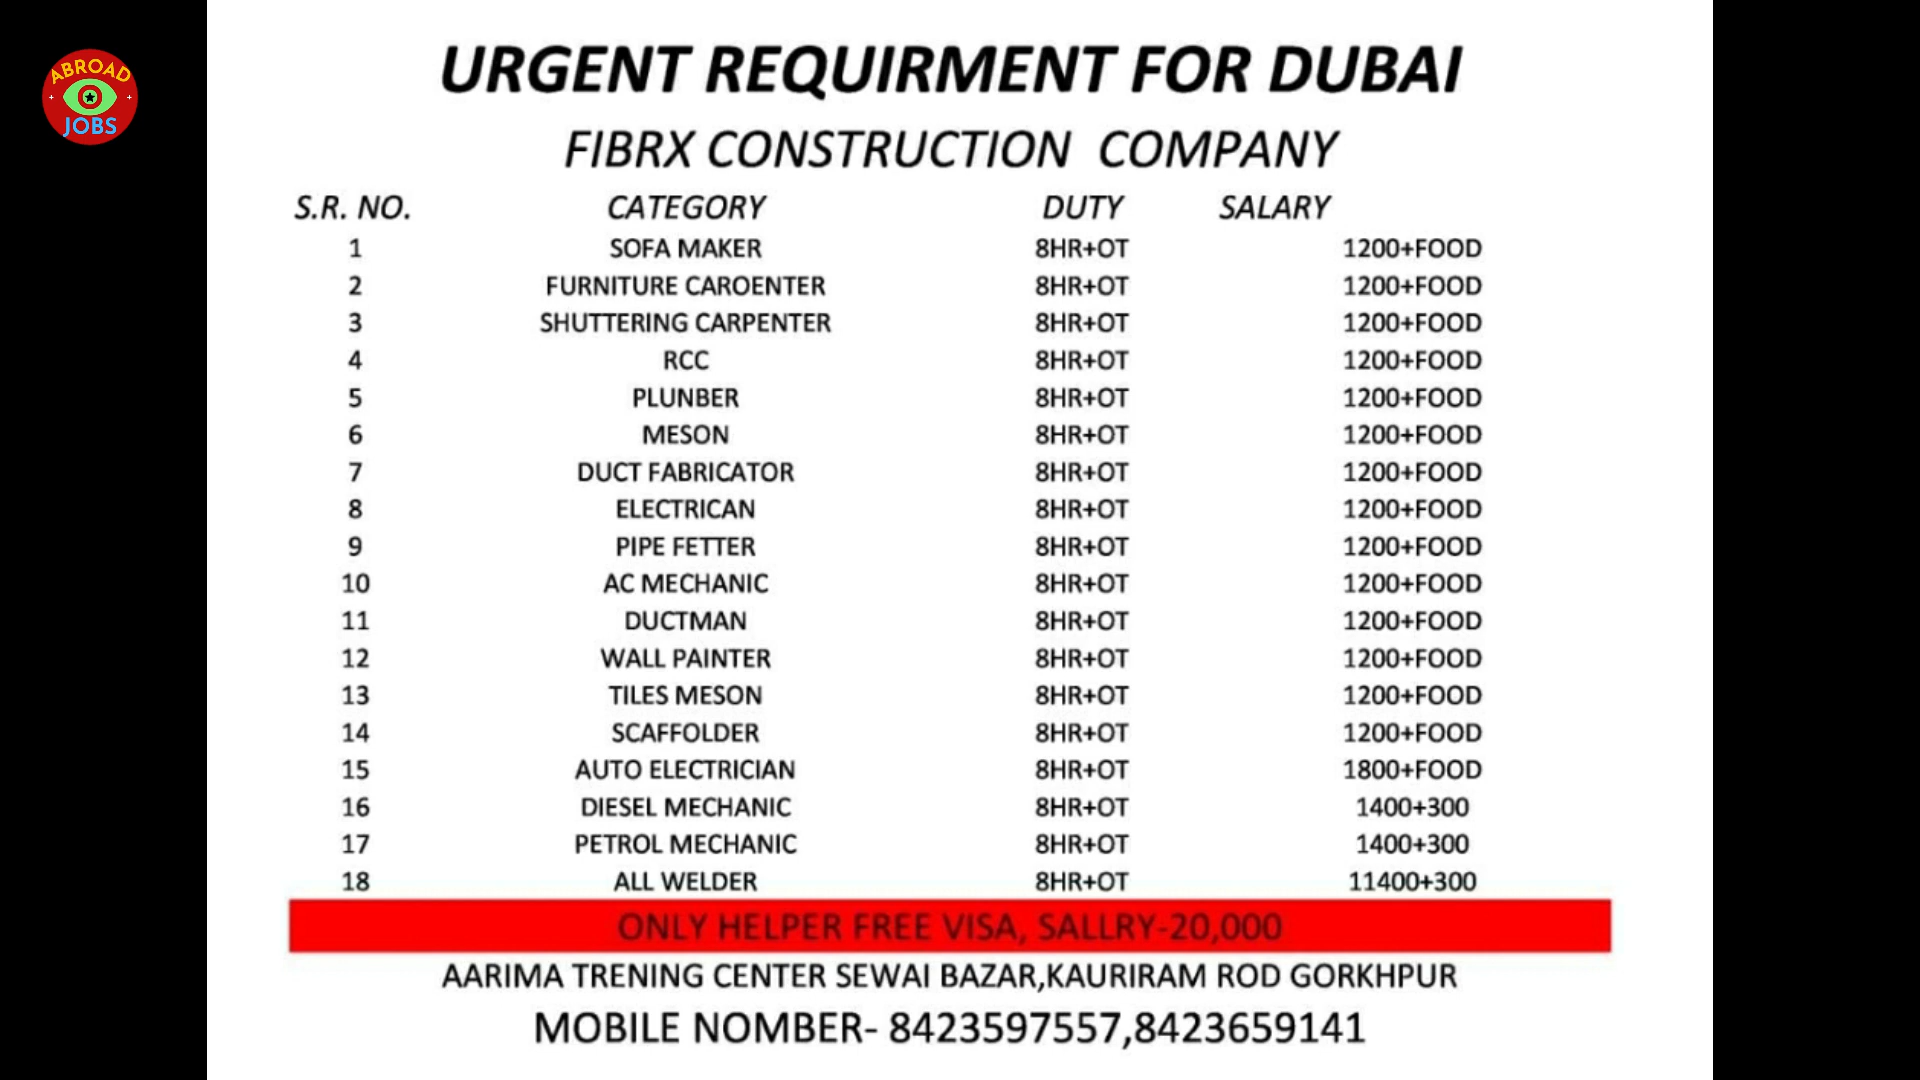 ABROAD
JOBS
URGENT REQUIRMENT FOR DUBAI
FIBRX CONSTRUCTION COMPANY
S.R. NO. CATEGORY DUTY SALARY
1 SOFA MAKER 8HR+OT 1200+FOOD
2 FURNITURE CAROENTER 8HR+OT 1200+FOOD
3 SHUTTERING CARPENTER 8HR+OT 1200+FOOD
4 RCC 8HR+OT 1200+FOOD
5 PLUNBER 8HR+OT 1200+FOOD
6 MESON 8HR+OT 1200+FOOD
7 DUCT FABRICATOR 8HR+OT 1200+FOOD
8 ELECTRICAN 8HR+OT 1200+FOOD
9 PIPE FETTER 8HR+OT 1200+FOOD
10 AC MECHANIC 8HR+OT 1200+FOOD
11 DUCTMAN 8HR+OT 1200+FOOD
12 WALL PAINTER 8HR+OT 1200+FOOD
13 TILES MESON 8HR+OT 1200+FOOD
14 SCAFFOLDER 8HR+OT 1200+FOOD
15 AUTO ELECTRICIAN 8HR+OT 1800+FOOD
16 DIESEL MECHANIC 8HR+OT 1400+300
17 PETROL MECHANIC 8HR+OT 1400+300
18 ALL WELDER 8HR+OT 11400+300
ONLY HELPER FREE VISA, SALLRY-20,000
AARIMA TRENING CENTER SEWAI BAZAR,KAURIRAM ROD GORKHPUR
MOBILE NOMBER- 8423597557,8423659141